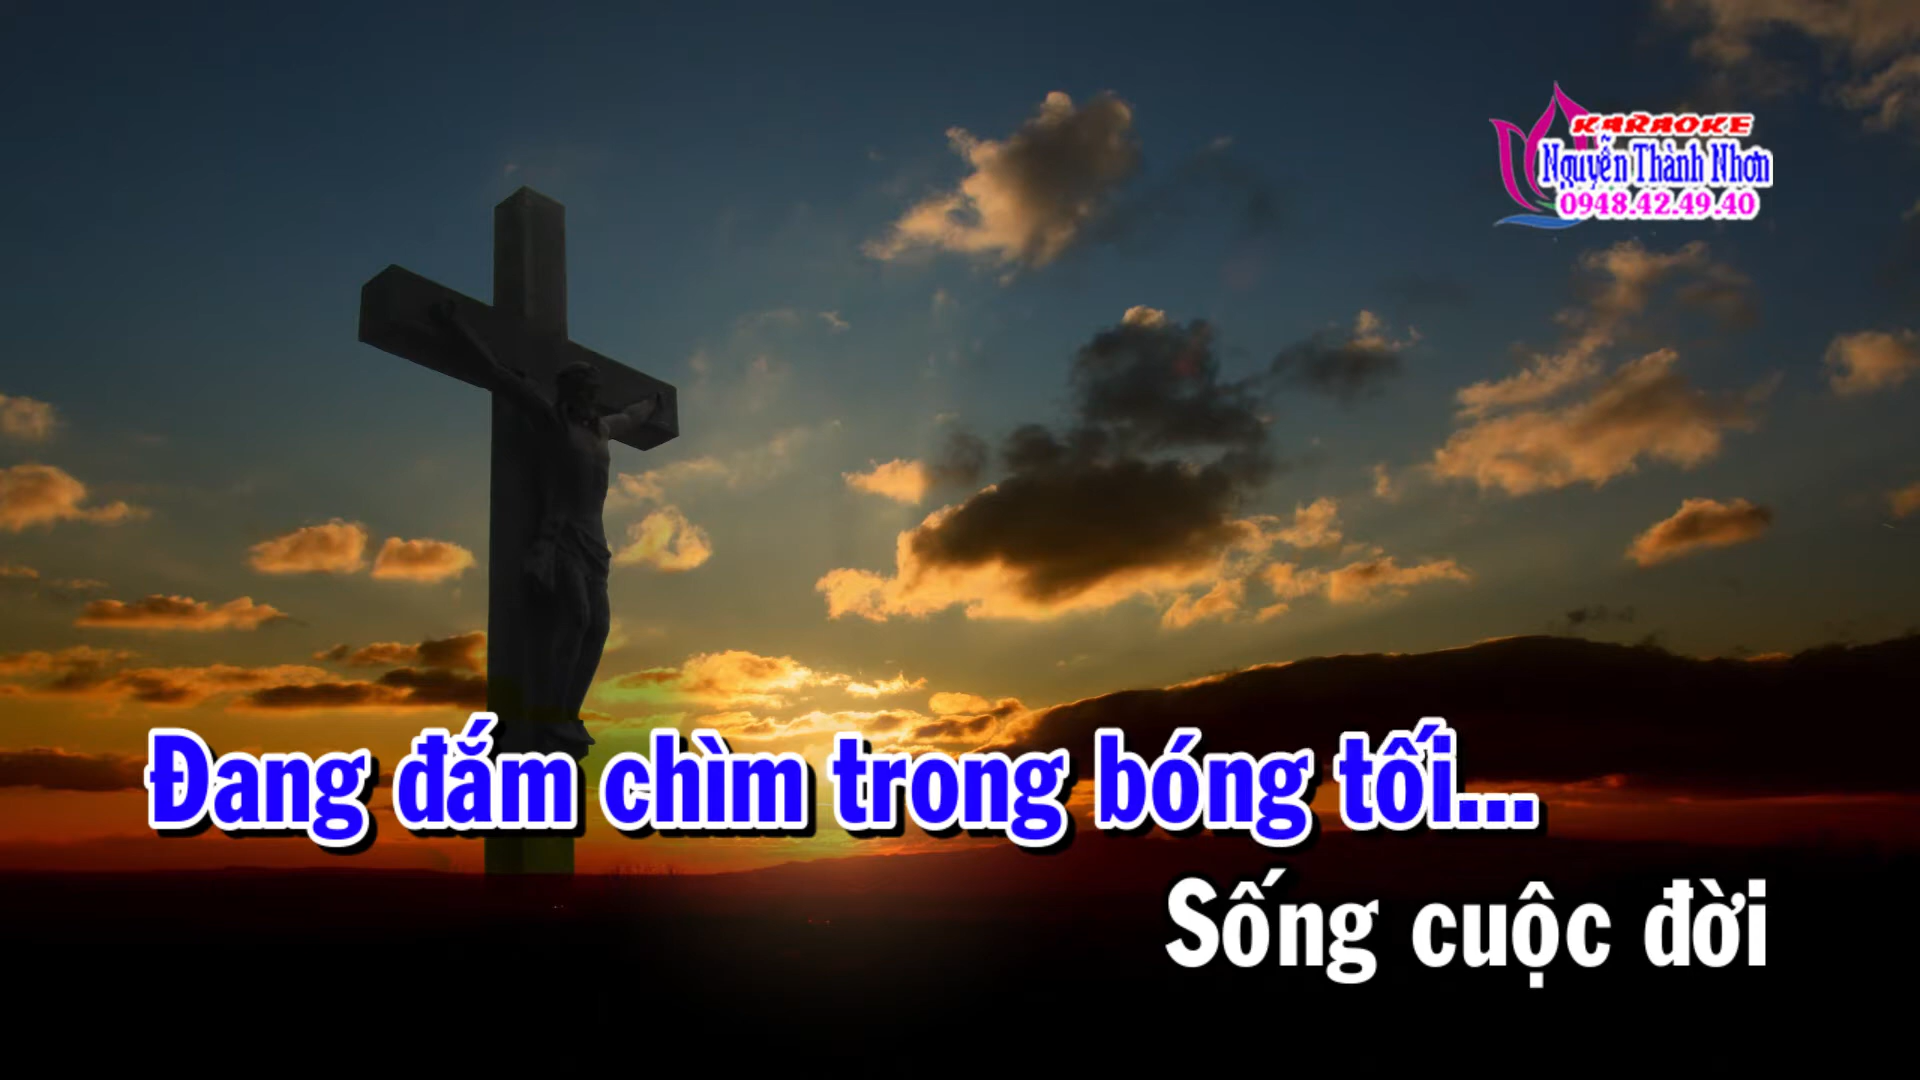 KARAOKE
Nguyễn Thành Nhơn
0948.42.49.40
Đang đắm chìm trong bóng tối...
Sống cuộc đời